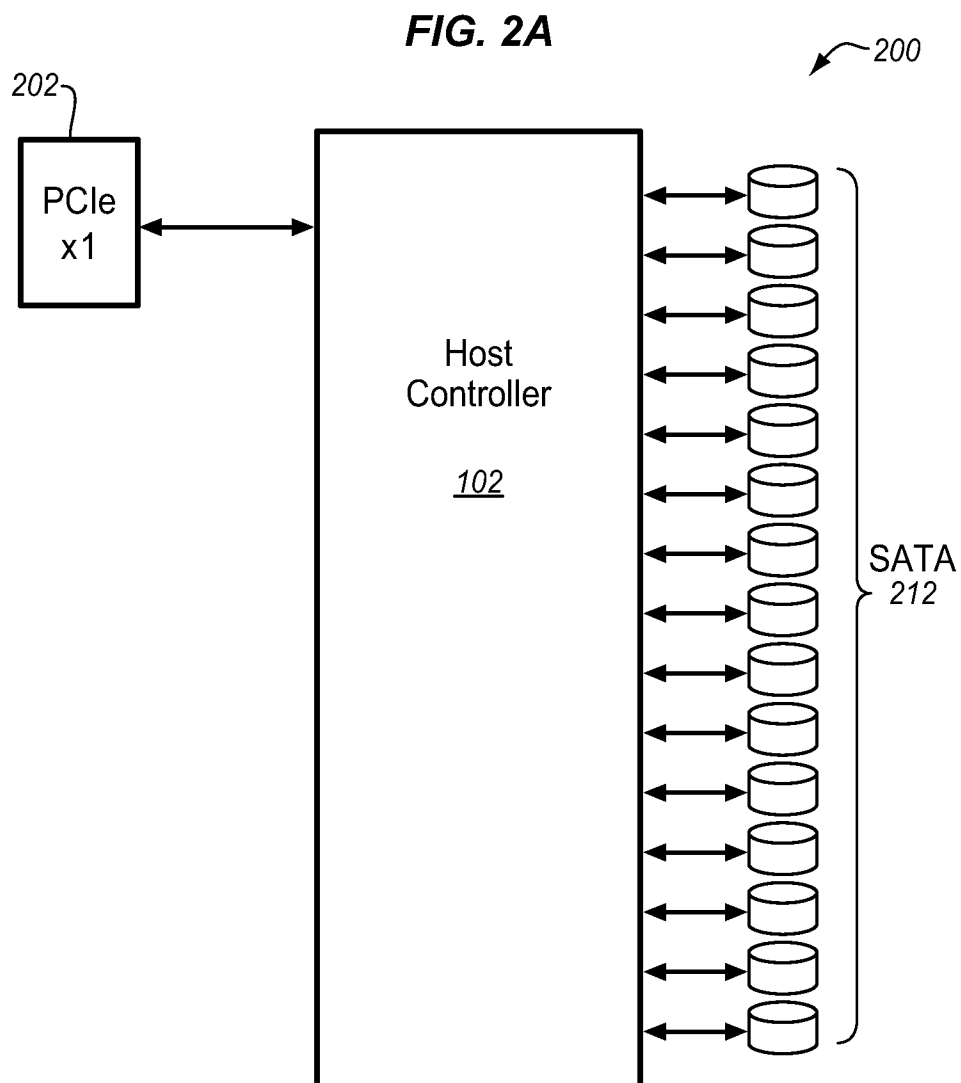 FIG. 2A
200
202
PCIe
x1
Host
Controller
102
SATA
212